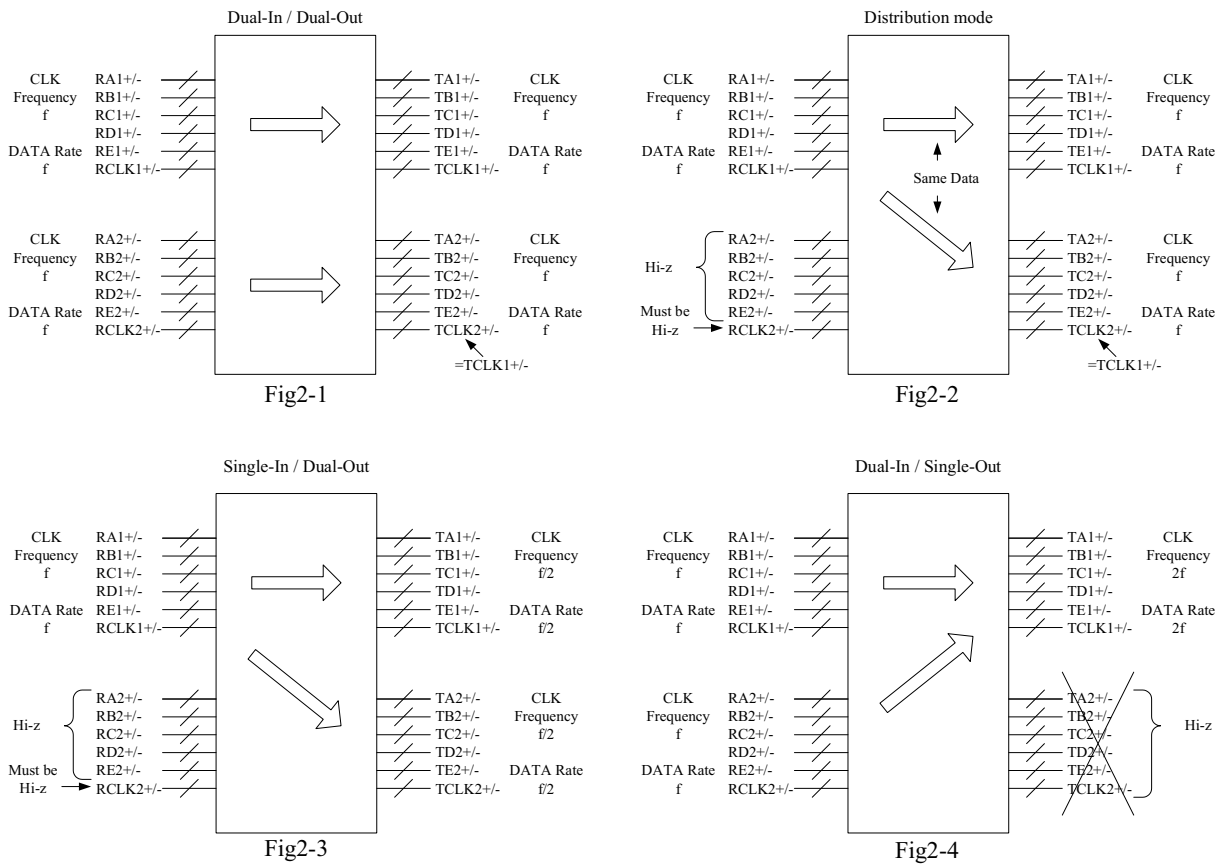 Dual-In / Dual-Out
CLK
Frequency
f
DATA Rate
f
RA1+/-
RB1+/-
RC1+/-
RD1+/-
RE1+/-
RCLK1+/-
TA1+/-
TB1+/-
TC1+/-
TD1+/-
TE1+/-
TCLK1+/-
CLK
Frequency
f
DATA Rate
f
CLK
Frequency
f
DATA Rate
f
RA2+/-
RB2+/-
RC2+/-
RD2+/-
RE2+/-
RCLK2+/-
TA2+/-
TB2+/-
TC2+/-
TD2+/-
TE2+/-
TCLK2+/-
=TCLK1+/-
CLK
Frequency
f
DATA Rate
f
Fig2-1
Distribution mode
CLK
Frequency
f
DATA Rate
f
RA1+/-
RB1+/-
RC1+/-
RD1+/-
RE1+/-
RCLK1+/-
Same Data
TA1+/-
TB1+/-
TC1+/-
TD1+/-
TE1+/-
TCLK1+/-
CLK
Frequency
f
DATA Rate
f
Hi-z
Must be
Hi-z
RA2+/-
RB2+/-
RC2+/-
RD2+/-
RE2+/-
RCLK2+/-
TA2+/-
TB2+/-
TC2+/-
TD2+/-
TE2+/-
TCLK2+/-
=TCLK1+/-
CLK
Frequency
f
DATA Rate
f
Fig2-2
Single-In / Dual-Out
CLK
Frequency
f
DATA Rate
f
RA1+/-
RB1+/-
RC1+/-
RD1+/-
RE1+/-
RCLK1+/-
TA1+/-
TB1+/-
TC1+/-
TD1+/-
TE1+/-
TCLK1+/-
CLK
Frequency
f/2
DATA Rate
f/2
Hi-z
Must be
Hi-z
RA2+/-
RB2+/-
RC2+/-
RD2+/-
RE2+/-
RCLK2+/-
TA2+/-
TB2+/-
TC2+/-
TD2+/-
TE2+/-
TCLK2+/-
CLK
Frequency
f/2
DATA Rate
f/2
Fig2-3
Dual-In / Single-Out
CLK
Frequency
f
DATA Rate
f
RA1+/-
RB1+/-
RC1+/-
RD1+/-
RE1+/-
RCLK1+/-
TA1+/-
TB1+/-
TC1+/-
TD1+/-
TE1+/-
TCLK1+/-
CLK
Frequency
2f
DATA Rate
2f
CLK
Frequency
f
DATA Rate
f
RA2+/-
RB2+/-
RC2+/-
RD2+/-
RE2+/-
RCLK2+/-
TA2+/-
TB2+/-
TC2+/-
TD2+/-
TE2+/-
TCLK2+/-
Hi-z
Fig2-4